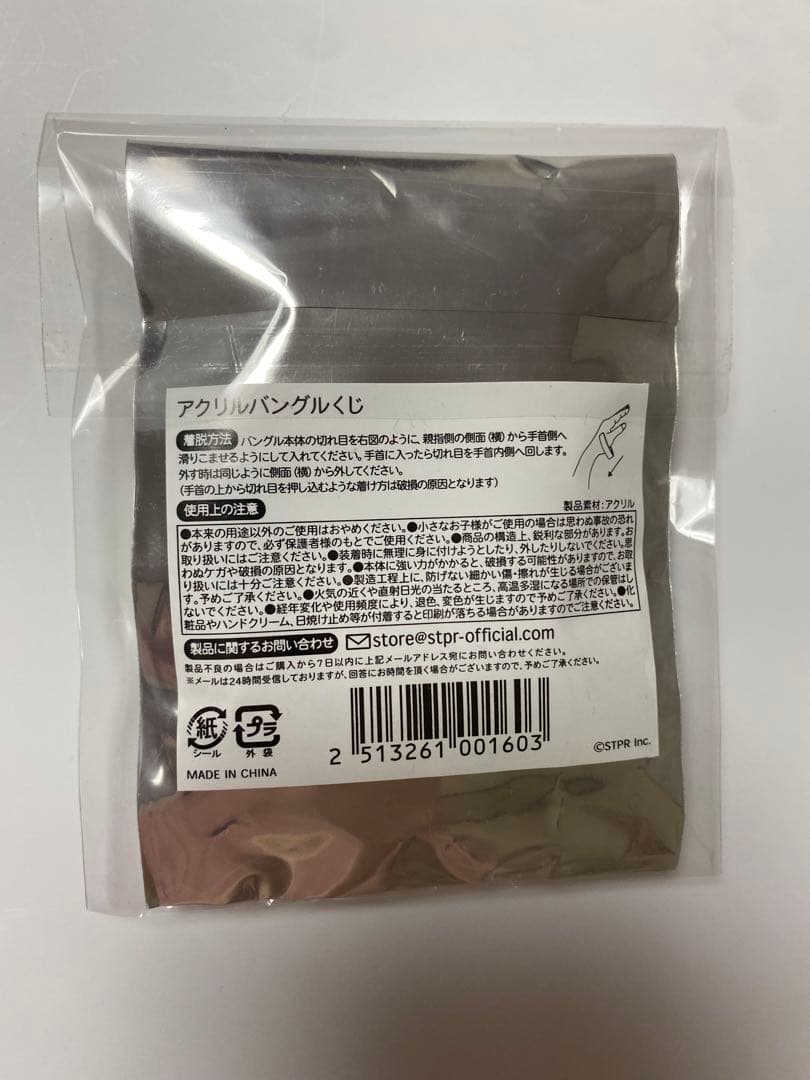 アクリルバングルくじ
着脱方法 バングル本体の切れ目を右図のように、親指側の側面(横)から手首側へ
滑りこませるようにして入れてください。手首に入ったら切れ目を手首内側へ回します。
外す時は同じように側面(横)から外してください。
(手首の上から切れ目を押し込むような着け方は破損の原因となります)
使用上の注意 製品素材:アクリル
●本来の用途以外のご使用はおやめください。●小さなお子様がご使用の場合は思わぬ事故の恐れ
がありますので、必ず保護者様のもとでご使用ください。●商品の構造上、鋭利な部分があります。お
取り扱いにはご注意ください。●装着時に無理に身に付けようとしたり、外したりしないでください。思
わぬケガや破損の原因となります。●本体に強い力がかかると、破損する可能性がありますので、お取
り扱いには十分ご注意ください。●製造工程上に、防げない細かい傷・擦れが生じる場合がございま
す。予めご了承ください。●火気の近くや直射日光の当たるところ、高温多湿になる場所での保管はし
ないでください。●経年変化や使用頻度により、退色、変色が生じますので予めご了承ください。●化
粧品やハンドクリーム、日焼け止め等が付着すると印刷が落ちる場合がありますのでご注意ください。
製品に関するお問い合わせ store@stpr-official.com
製品不良の場合はご購入から7日以内に上記メールアドレス宛にお問い合わせください。
※メールは24時間受信しておりますが、回答にお時間を頂く場合がございますので、予めご了承ください。
紙 プラ
シール 外袋
2 513261 001603
©STPR Inc.
MADE IN CHINA